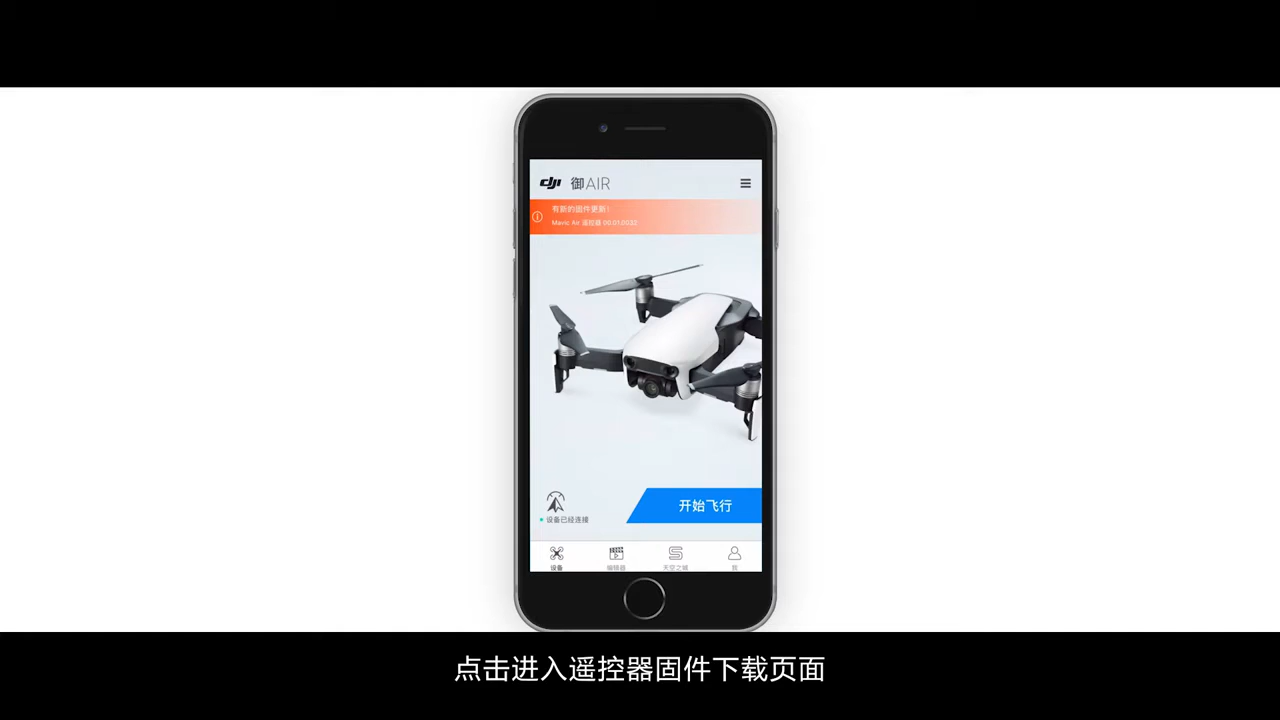 dji 御AIR
有新的固件更新！
Mavic Air 遥控器 00.01.0032
开始飞行
设备已经连接
设备 编辑器 天空之城 我
点击进入遥控器固件下载页面